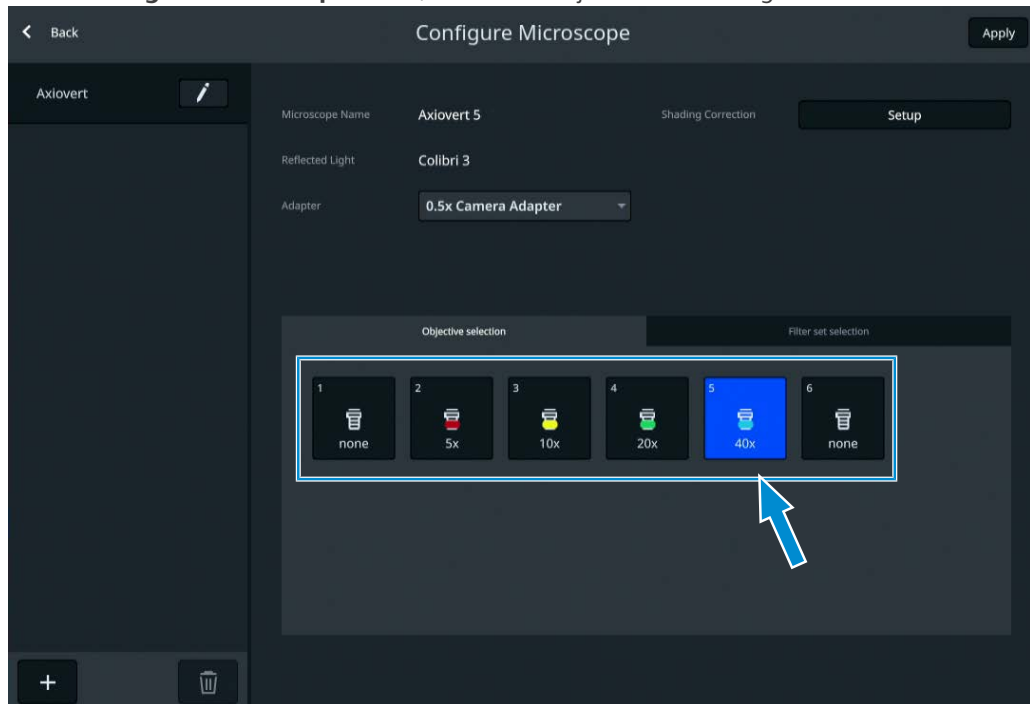 Back
Configure Microscope
Apply
Axiovert
Microscope Name
Axiovert 5
Shading Correction
Setup
Reflected Light
Colibri 3
Adapter
0.5x Camera Adapter
Objective selection
Filter set selection
1
2
3
4
5
6
none
5x
10x
20x
40x
none